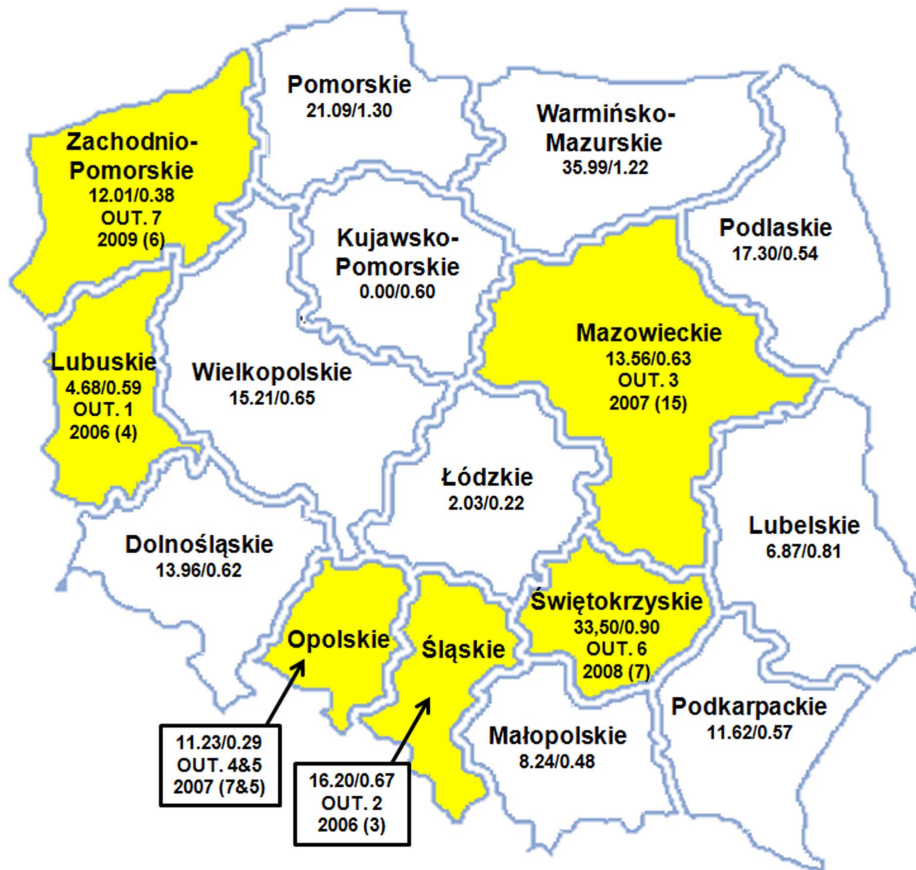 Pomorskie
21.09/1.30
Warmińsko-
Mazurskie
35.99/1.22
Zachodnio-
Pomorskie
12.01/0.38
OUT. 7
2009 (6)
Podlaskie
17.30/0.54
Kujawsko-
Pomorskie
0.00/0.60
Mazowieckie
13.56/0.63
OUT. 3
2007 (15)
Lubuskie
4.68/0.59
OUT. 1
2006 (4)
Wielkopolskie
15.21/0.65
Łódzkie
2.03/0.22
Lubelskie
6.87/0.81
Dolnośląskie
13.96/0.62
Świętokrzyskie
33,50/0.90
OUT. 6
2008 (7)
Opolskie
Śląskie
Podkarpackie
11.62/0.57
Małopolskie
8.24/0.48
11.23/0.29
OUT. 4&5
2007 (7&5)
16.20/0.67
OUT. 2
2006 (3)